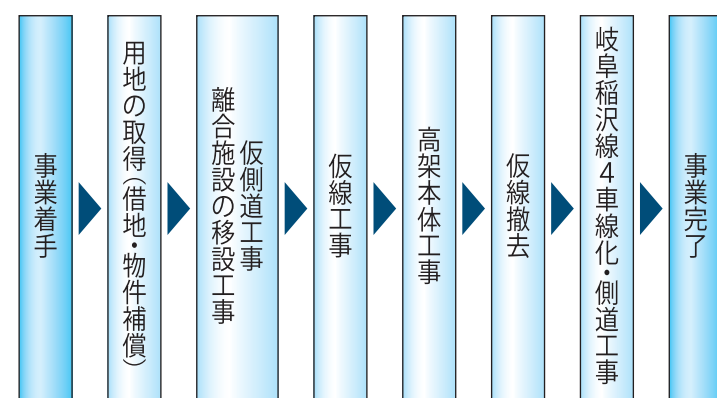 事業着手
用地の取得(借地・物件補償)
仮側道工事
離合施設の移設工事
仮線工事
高架本体工事
仮線撤去
岐阜稲沢線4車線化・側道工事
事業完了